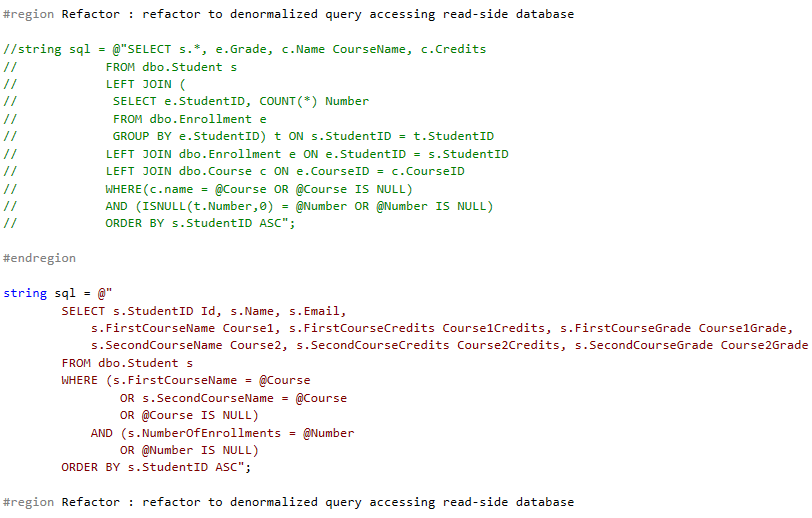 #region Refactor : refactor to denormalized query accessing read-side database
//string sql = @"SELECT s.*, e.Grade, c.Name CourseName, c.Credits
//            FROM dbo.Student s
//            LEFT JOIN (
//             SELECT e.StudentID, COUNT(*) Number
//             FROM dbo.Enrollment e
//             GROUP BY e.StudentID) t ON s.StudentID = t.StudentID
//            LEFT JOIN dbo.Enrollment e ON e.StudentID = s.StudentID
//            LEFT JOIN dbo.Course c ON e.CourseID = c.CourseID
//            WHERE(c.name = @Course OR @Course IS NULL)
//            AND (ISNULL(t.Number,0) = @Number OR @Number IS NULL)
//            ORDER BY s.StudentID ASC";
#endregion
string sql = @"
        SELECT s.StudentID Id, s.Name, s.Email,
            s.FirstCourseName Course1, s.FirstCourseCredits Course1Credits, s.FirstCourseGrade Course1Grade,
            s.SecondCourseName Course2, s.SecondCourseCredits Course2Credits, s.SecondCourseGrade Course2Grade
        FROM dbo.Student s
        WHERE (s.FirstCourseName = @Course
                OR s.SecondCourseName = @Course
                OR @Course IS NULL)
            AND (s.NumberOfEnrollments = @Number
                OR @Number IS NULL)
        ORDER BY s.StudentID ASC";
#region Refactor : refactor to denormalized query accessing read-side database